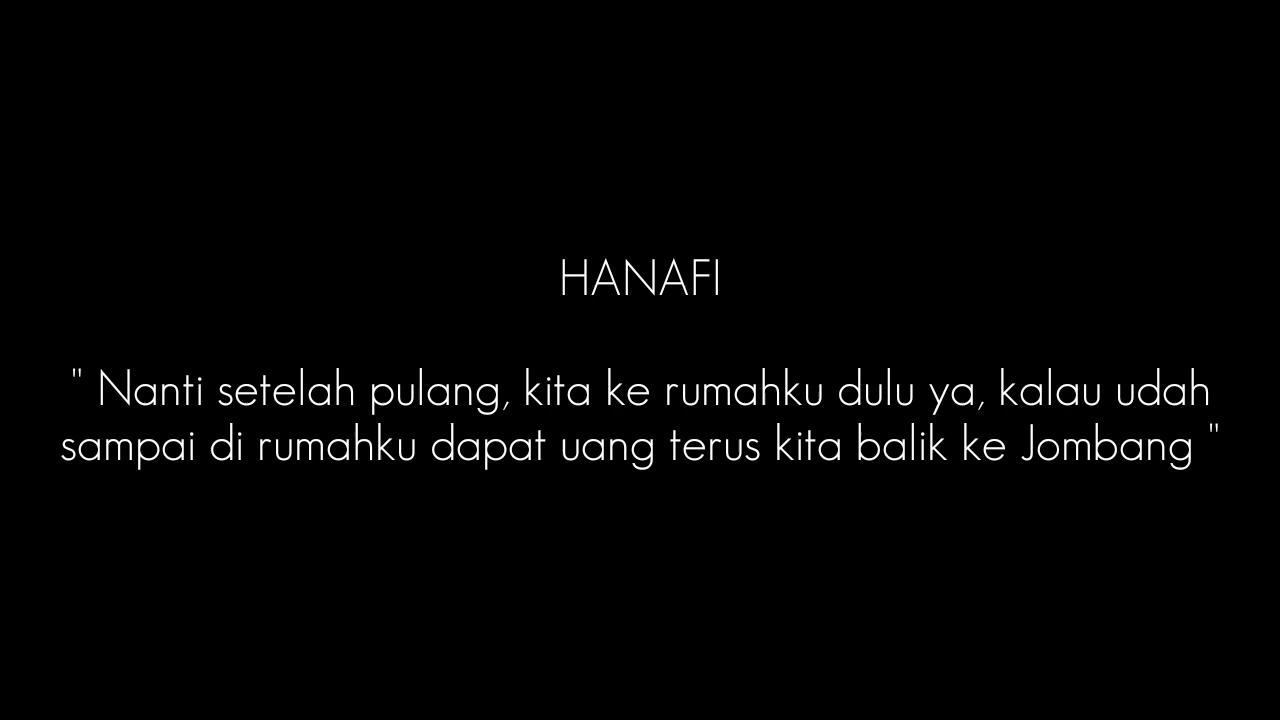 HANAFI
" Nanti setelah pulang, kita ke rumahku dulu ya, kalau udah
sampai di rumahku dapat uang terus kita balik ke Jombang "